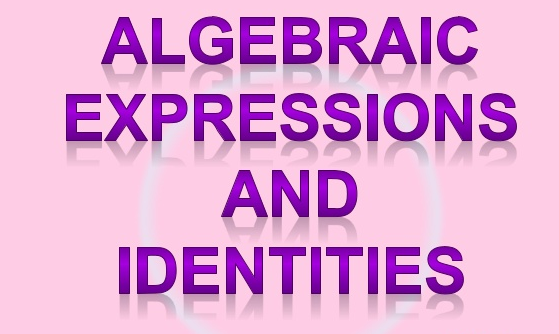 ALGEBRAIC
EXPRESSIONS
AND
IDENTITIES